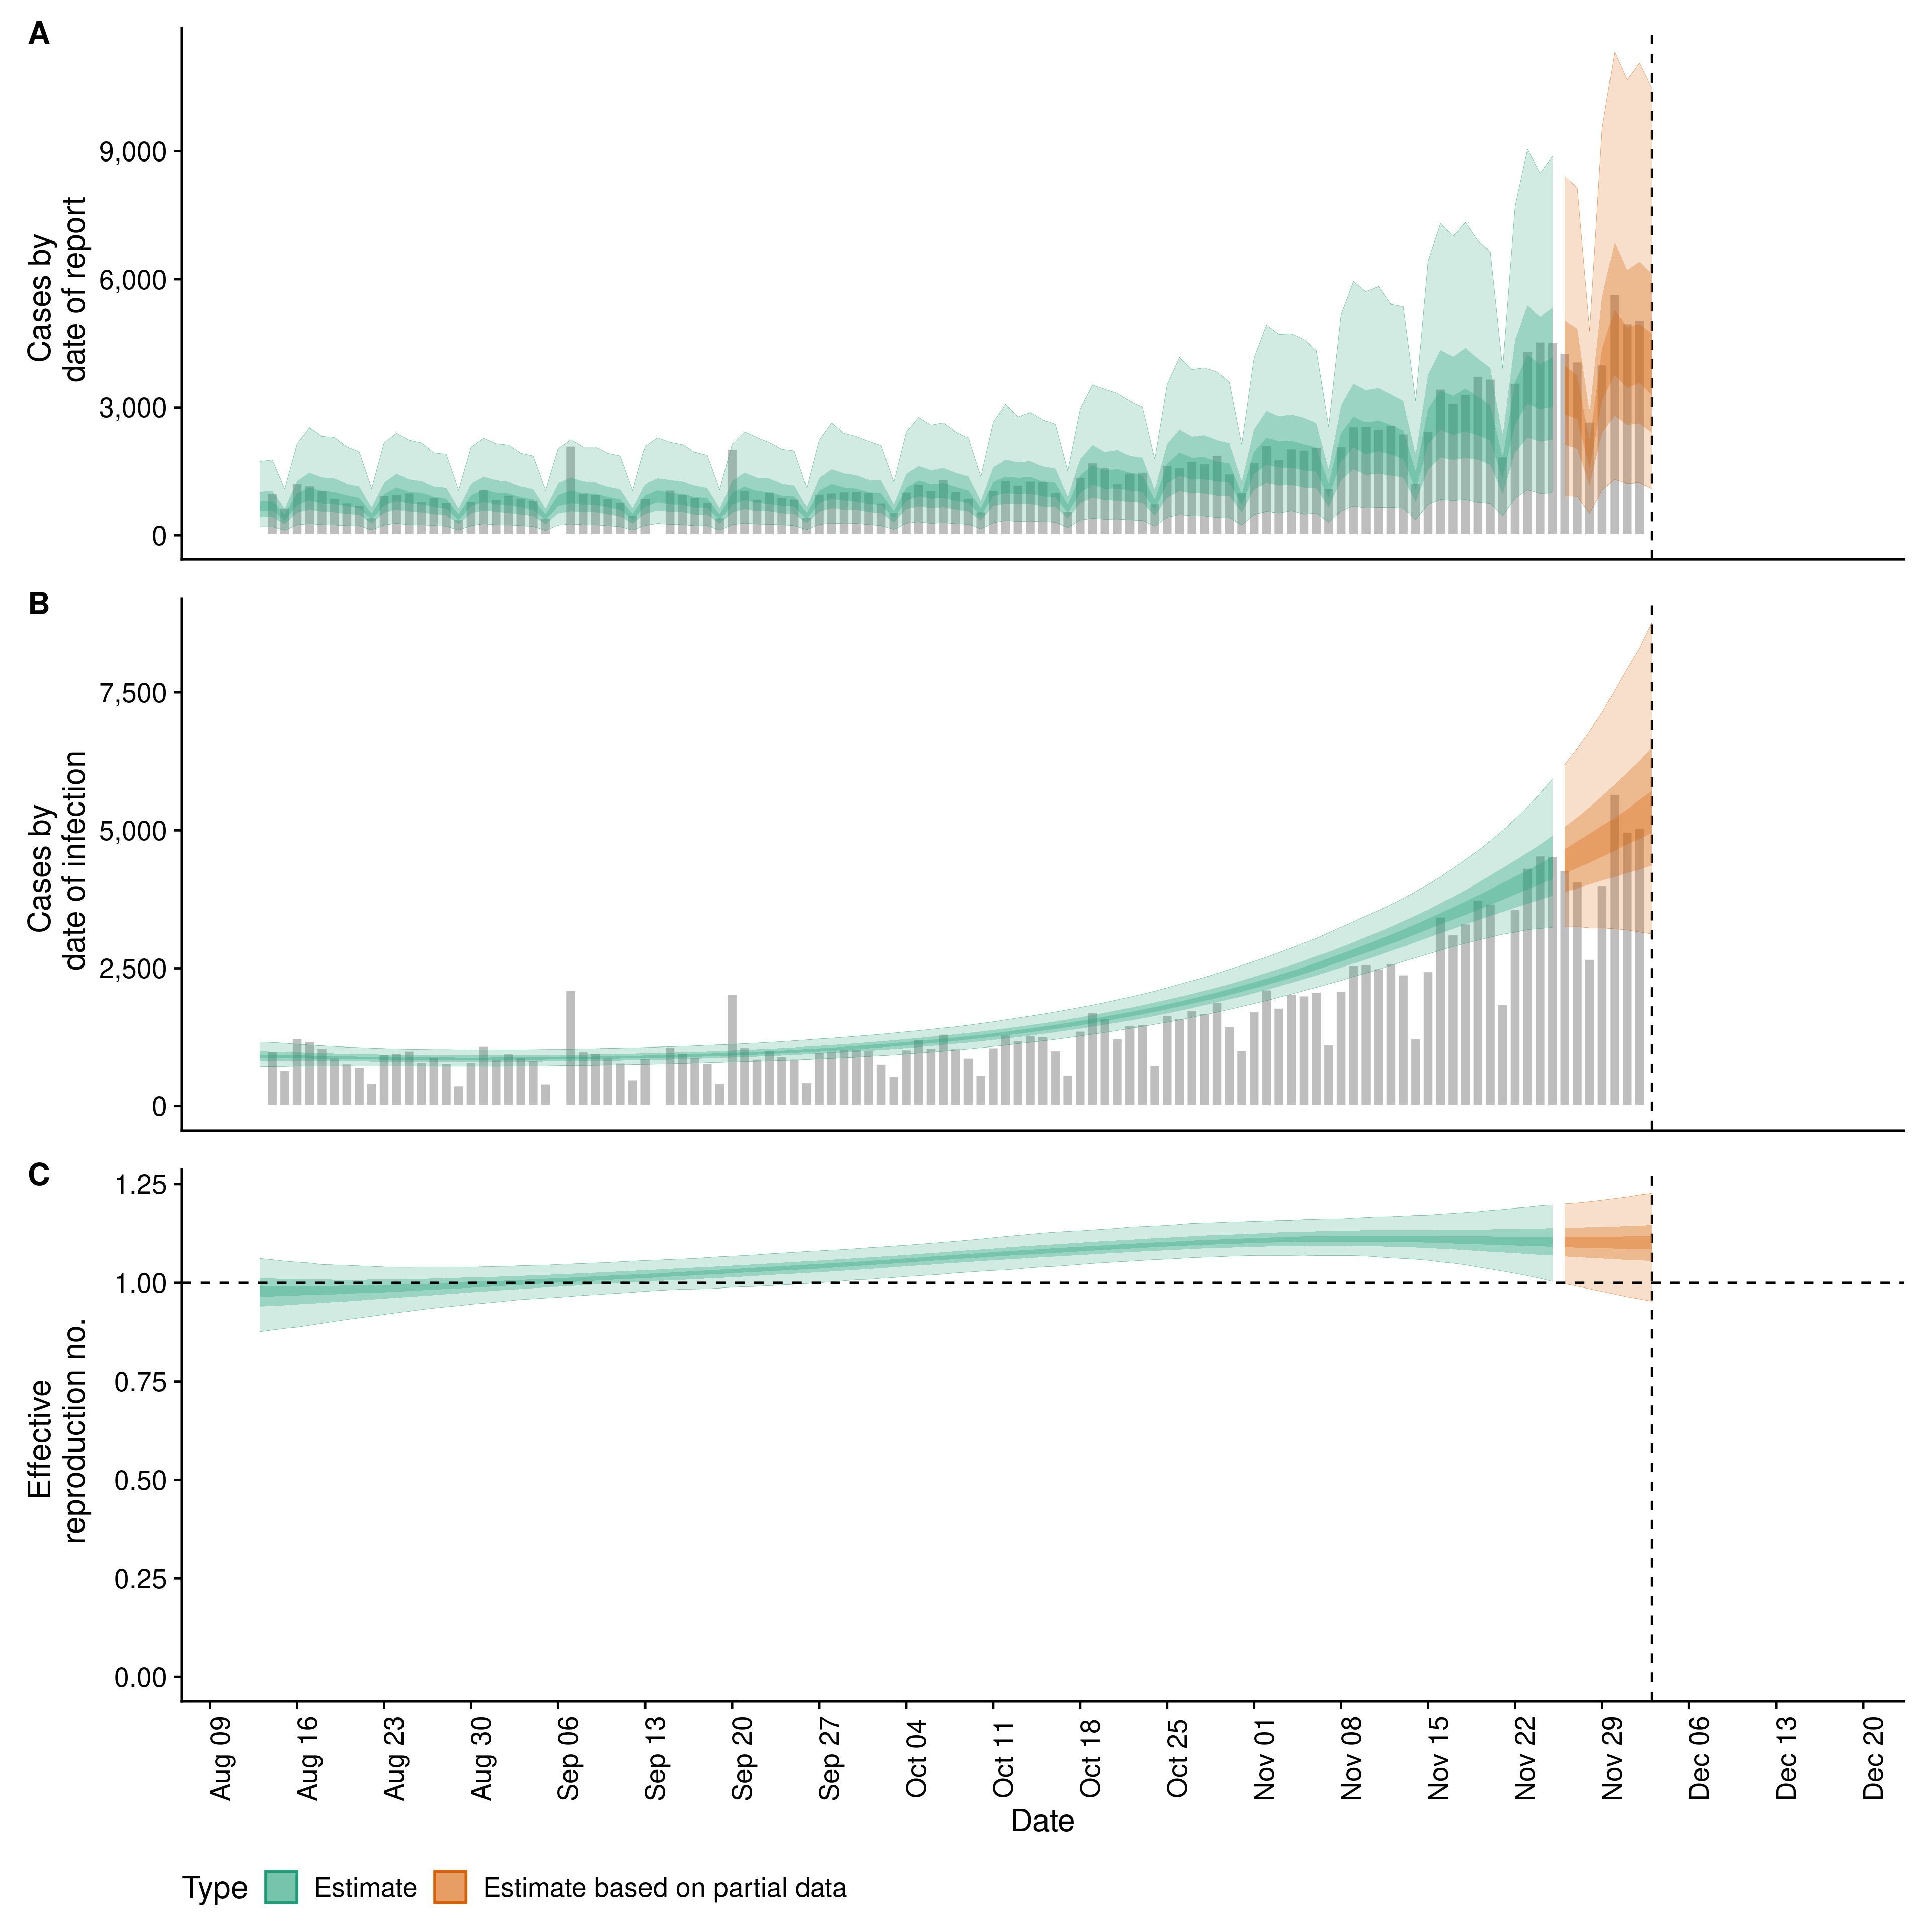 A
9,000
6,000
3,000
0
Cases by
date of report
B
7,500
5,000
2,500
0
Cases by
date of infection
C
1.25
1.00
0.75
0.50
0.25
0.00
Effective
reproduction no.
Aug 09
Aug 16
Aug 23
Aug 30
Sep 06
Sep 13
Sep 20
Sep 27
Oct 04
Oct 11
Oct 18
Oct 25
Nov 01
Nov 08
Nov 15
Nov 22
Nov 29
Dec 06
Dec 13
Dec 20
Date
Type Estimate Estimate based on partial data